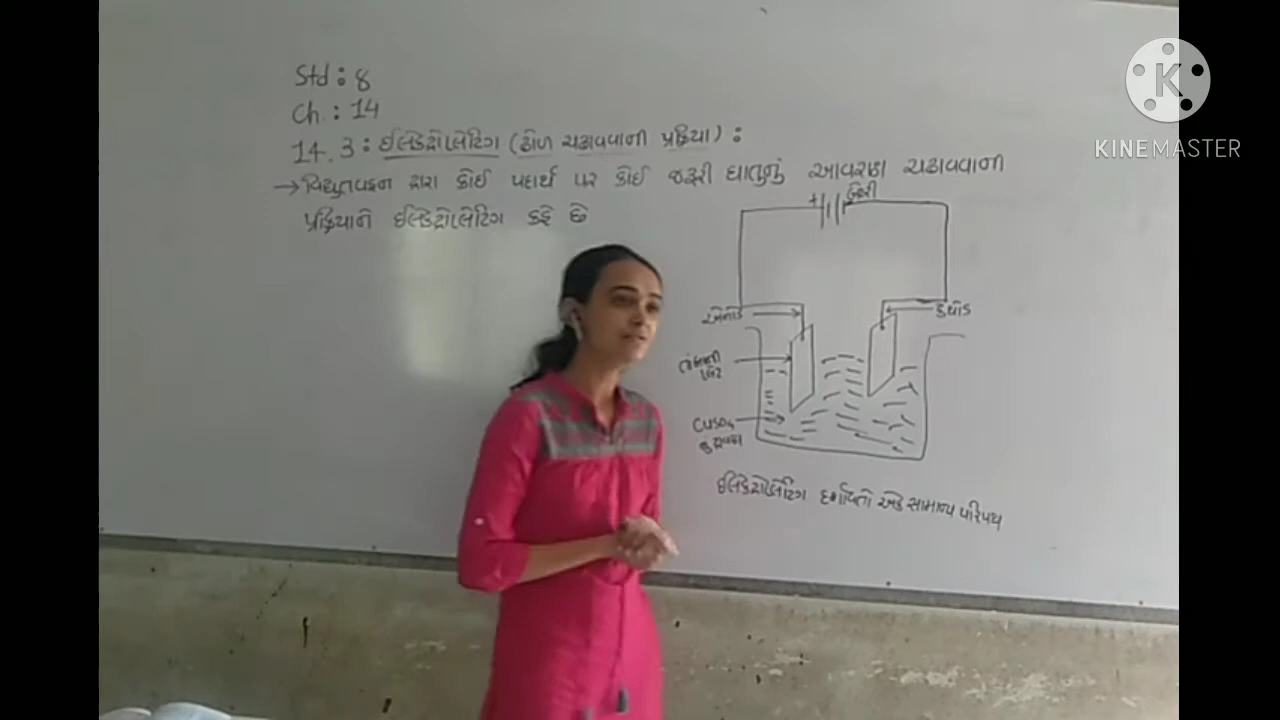 Std : 8
Ch. : 14
14.3 : ઈલેક્ટ્રોપ્લેટિંગ (ઢોળ ચઢાવવાની પ્રક્રિયા) :
→ વિદ્યુતવહન દ્વારા કોઈ પદાર્થ પર કોઈ જરૂરી ધાતુનું આવરણ ચઢાવવાની
પ્રક્રિયાને ઈલેક્ટ્રોપ્લેટિંગ કહે છે
+ બેટરી
એનોડ
કેથોડ
તાંબાની
પ્લેટ
CuSO4
નું દ્રાવણ
ઈલેક્ટ્રોપ્લેટિંગ દર્શાવતો એક સામાન્ય પરિપથ
K
KINEMASTER